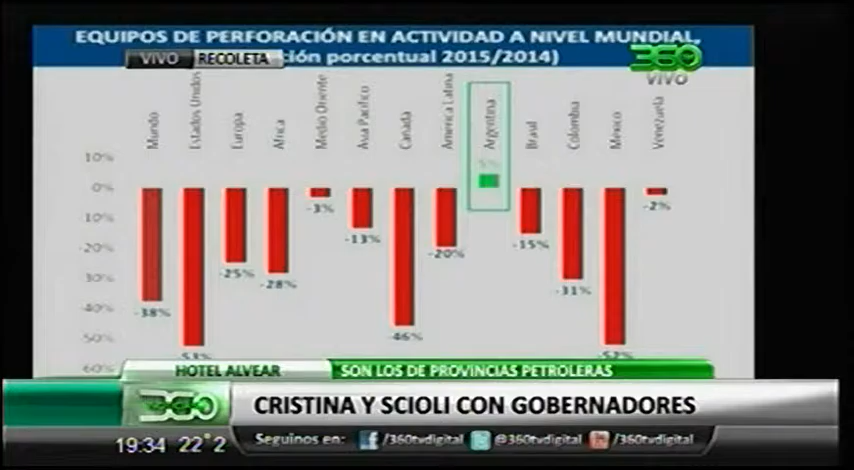 EQUIPOS DE PERFORACIÓN EN ACTIVIDAD A NIVEL MUNDIAL,
ción porcentual 2015/2014)
VIVO RECOLETA
360
VIVO
Mundo
Estados Unidos
Europa
Africa
Medio Oriente
Asia Pacífico
Canada
América Latina
Argentina
Brasil
Colombia
Mexico
Venezuela
10%
0%
10%
-20%
30%
-40%
50%
60%
-38%
-53%
-25%
-28%
-3%
-13%
-46%
-20%
5%
-15%
-31%
-52%
-2%
HOTEL ALVEAR
SON LOS DE PROVINCIAS PETROLERAS
360
CRISTINA Y SCIOLI CON GOBERNADORES
19:34 22°2
Seguinos en: /360tvdigital @360tvdigital /360tvdigital